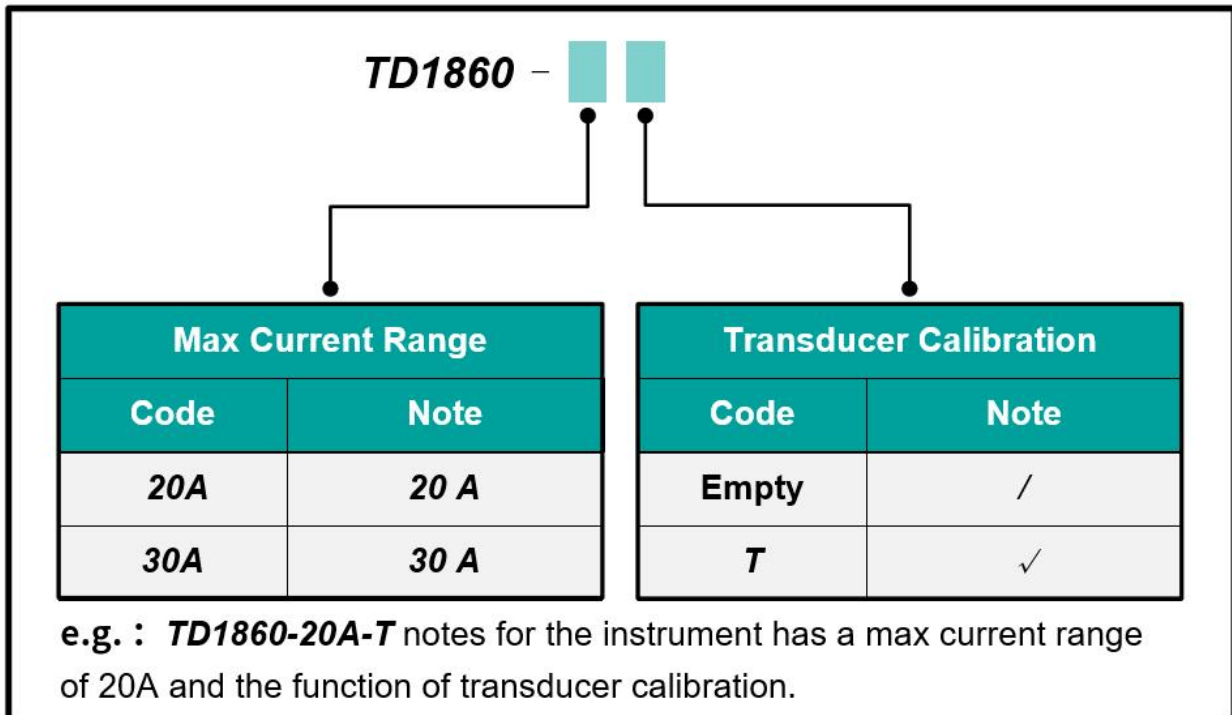 TD1860 -
Max Current Range
Code Note
20A 20 A
30A 30 A
Transducer Calibration
Code Note
Empty /
T ✓
e.g. : TD1860-20A-T notes for the instrument has a max current range
of 20A and the function of transducer calibration.